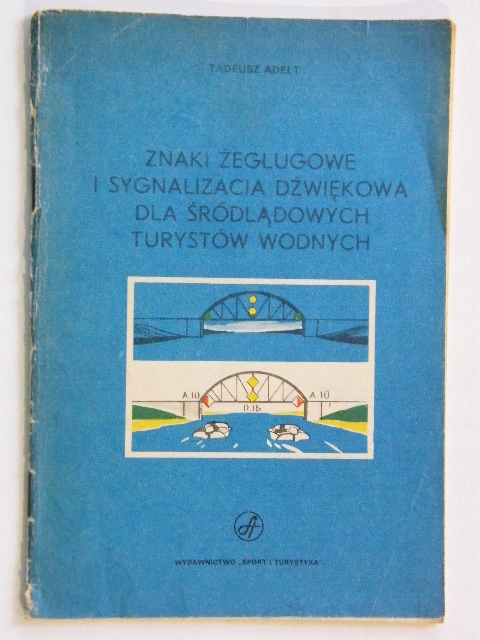 TADEUSZ ADELT
ZNAKI ŻEGLUGOWE
I SYGNALIZACJA DŹWIĘKOWA
DLA ŚRÓDLĄDOWYCH
TURYSTÓW WODNYCH
A.10 A 10
D.1b
WYDAWNICTWO „SPORT I TURYSTYKA"